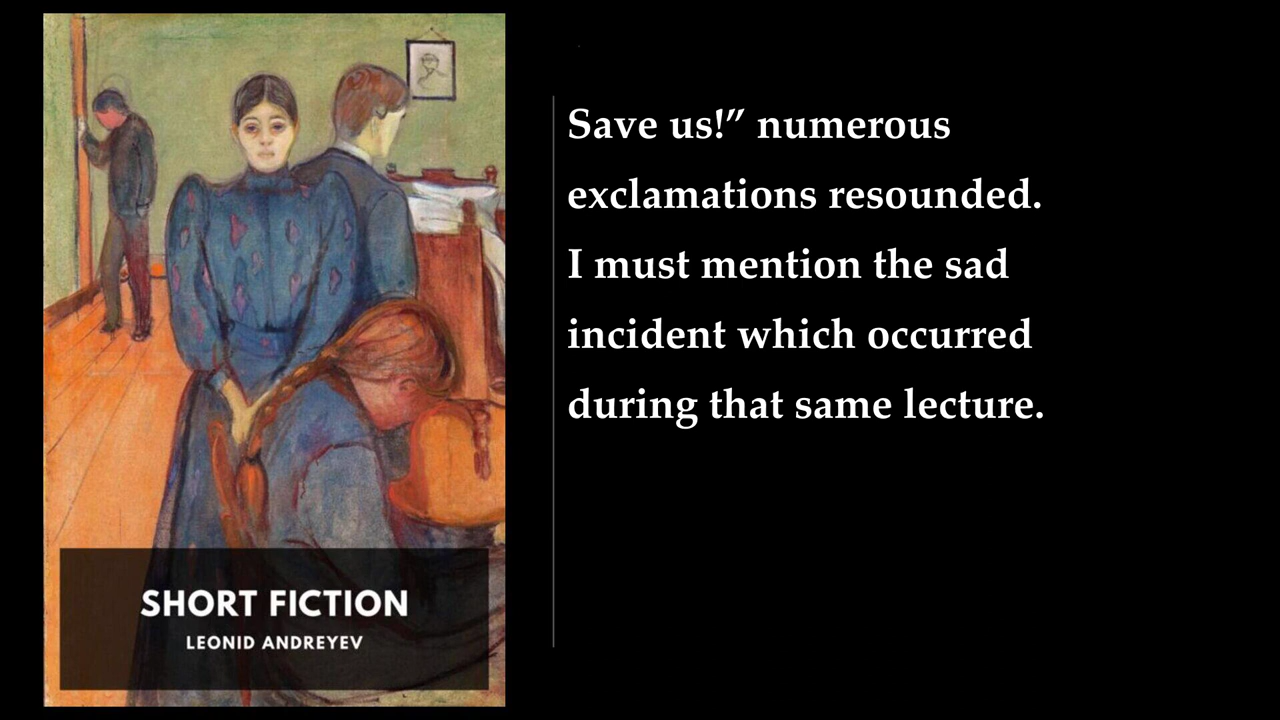 Save us!” numerous
exclamations resounded.
I must mention the sad
incident which occurred
during that same lecture.
SHORT FICTION
LEONID ANDREYEV